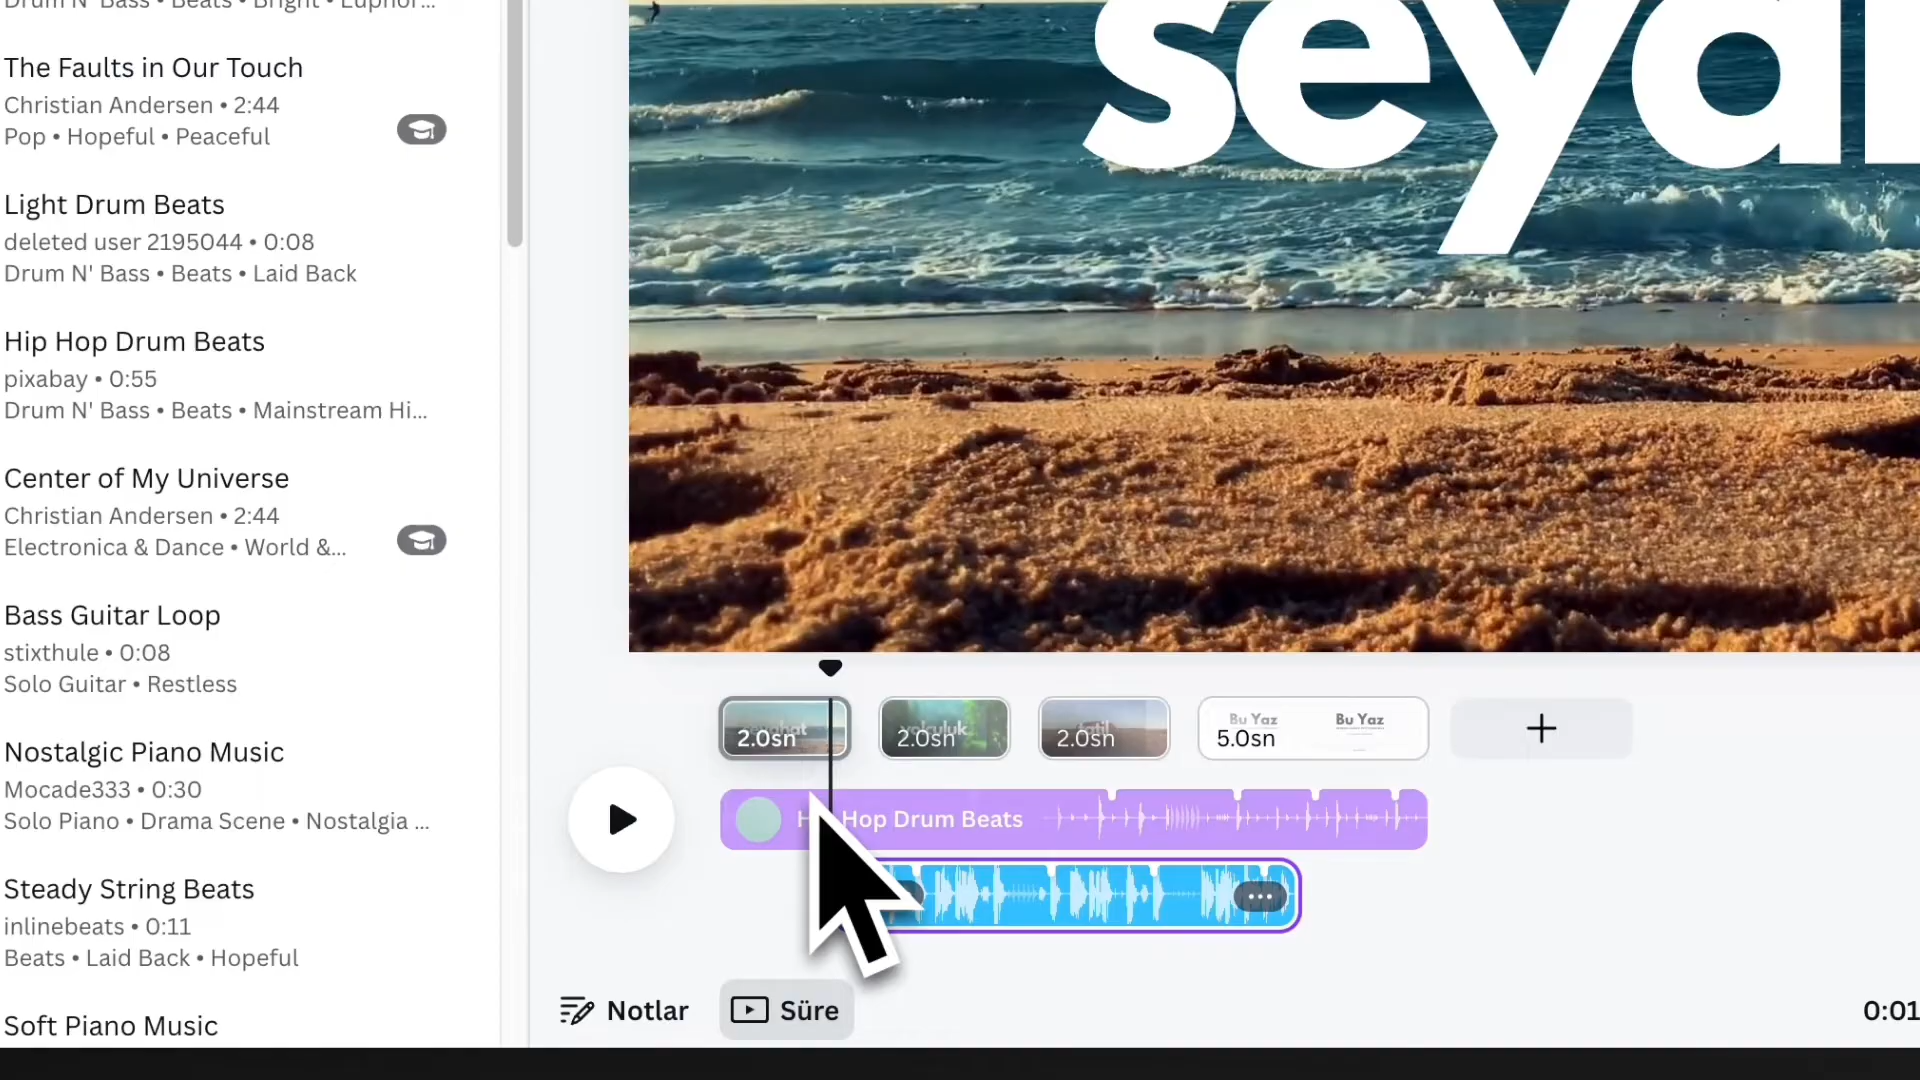 The Faults in Our Touch
Christian Andersen • 2:44
Pop • Hopeful • Peaceful
Light Drum Beats
deleted user 2195044 • 0:08
Drum N' Bass • Beats • Laid Back
Hip Hop Drum Beats
pixabay • 0:55
Drum N' Bass • Beats • Mainstream Hi...
Center of My Universe
Christian Andersen • 2:44
Electronica & Dance • World &...
Bass Guitar Loop
stixthule • 0:08
Solo Guitar • Restless
Nostalgic Piano Music
Mocade333 • 0:30
Solo Piano • Drama Scene • Nostalgia ...
Steady String Beats
inlinebeats • 0:11
Beats • Laid Back • Hopeful
Soft Piano Music
seya
2.0sn
yolculuk
2.0sn
tatil
2.0sn
Bu Yaz
Bu Yaz
5.0sn
Hop Drum Beats
Notlar
Süre
0:01